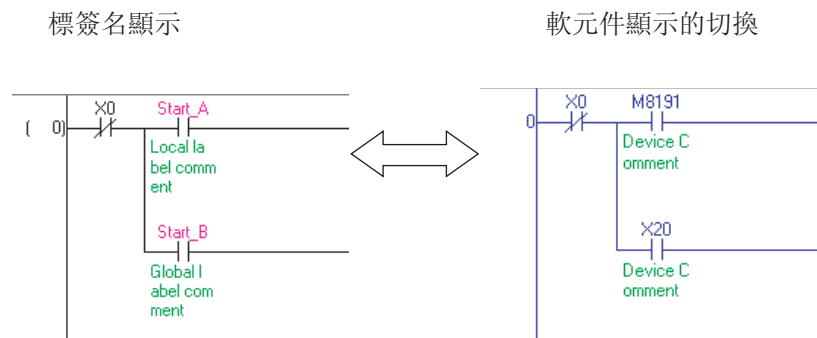 標簽名顯示
軟元件顯示的切換
X0 Start_A
( 0)
Local la
bel comm
ent
Start_B
Global l
abel com
ment
X0 M8191
0
Device C
omment
X20
Device C
omment